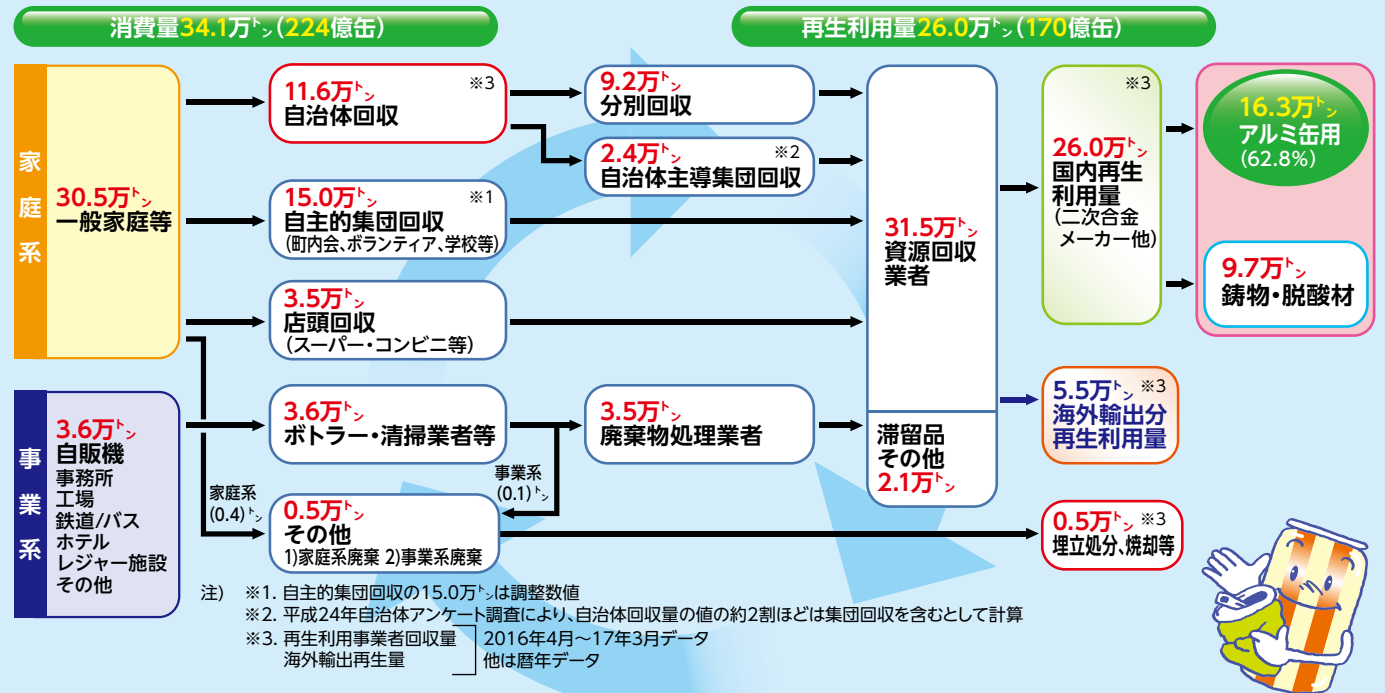 消費量34.1万トン(224億缶)
再生利用量26.0万トン(170億缶)
家庭系
30.5万トン
一般家庭等
11.6万トン ※3
自治体回収
9.2万トン
分別回収
2.4万トン ※2
自治体主導集団回収
15.0万トン ※1
自主的集団回収
(町内会、ボランティア、学校等)
3.5万トン
店頭回収
(スーパー・コンビニ等)
31.5万トン
資源回収
業者
※3
26.0万トン
国内再生
利用量
(二次合金
メーカー他)
16.3万トン
アルミ缶用
(62.8%)
9.7万トン
鋳物・脱酸材
事業系
3.6万トン
自販機
事務所
工場
鉄道/バス
ホテル
レジャー施設
その他
3.6万トン
ボトラー・清掃業者等
3.5万トン
廃棄物処理業者
滞留品
その他
2.1万トン
5.5万トン ※3
海外輸出分
再生利用量
家庭系
(0.4)トン
事業系
(0.1)トン
0.5万トン
その他
1)家庭系廃棄 2)事業系廃棄
0.5万トン ※3
埋立処分、焼却等
注) ※1. 自主的集団回収の15.0万トンは調整数値
※2. 平成24年自治体アンケート調査により、自治体回収量の値の約2割ほどは集団回収を含むとして計算
※3. 再生利用事業者回収量 2016年4月〜17年3月データ
海外輸出再生量 他は暦年データ